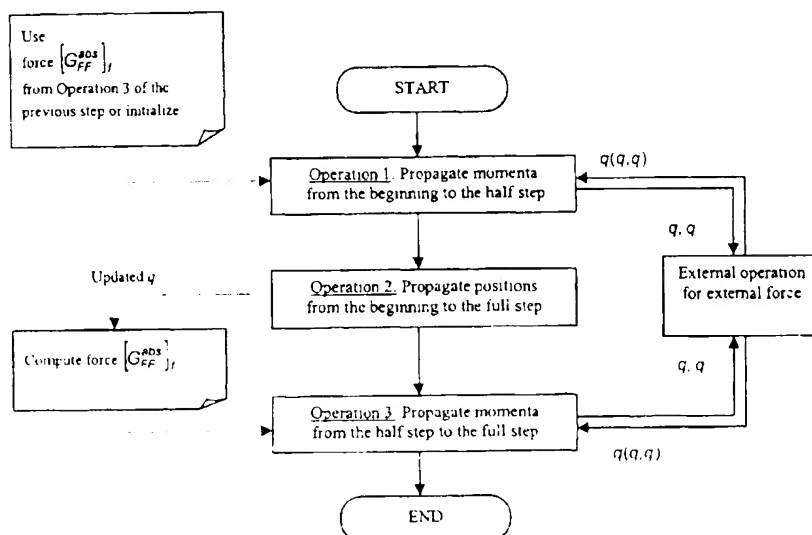 Use
force [G_FF^abs]_f
from Operation 3 of the
previous step or initialize
START
Operation 1. Propagate momenta
from the beginning to the half step
q(q,q)
q, q
External operation
for external force
Updated q
Operation 2. Propagate positions
from the beginning to the full step
Compute force [G_FF^abs]_f
q, q
Operation 3. Propagate momenta
from the half step to the full step
q(q,q)
END